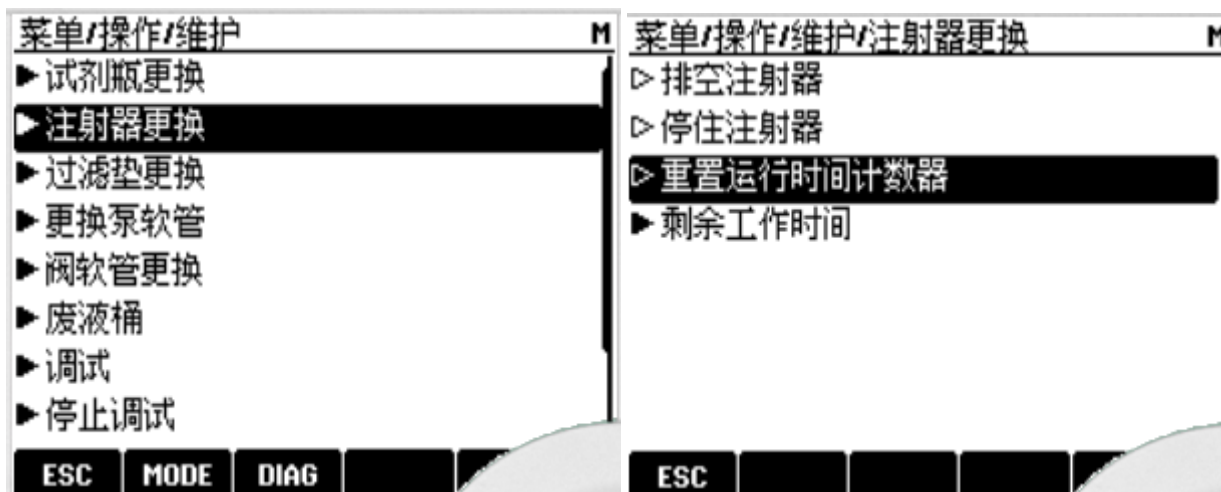 菜单/操作/维护 M
▶试剂瓶更换
▶注射器更换
▶过滤垫更换
▶更换泵软管
▶阀软管更换
▶废液桶
▶调试
▶停止调试
ESC MODE DIAG
菜单/操作/维护/注射器更换 M
▷排空注射器
▷停住注射器
▷重置运行时间计数器
▶剩余工作时间
ESC